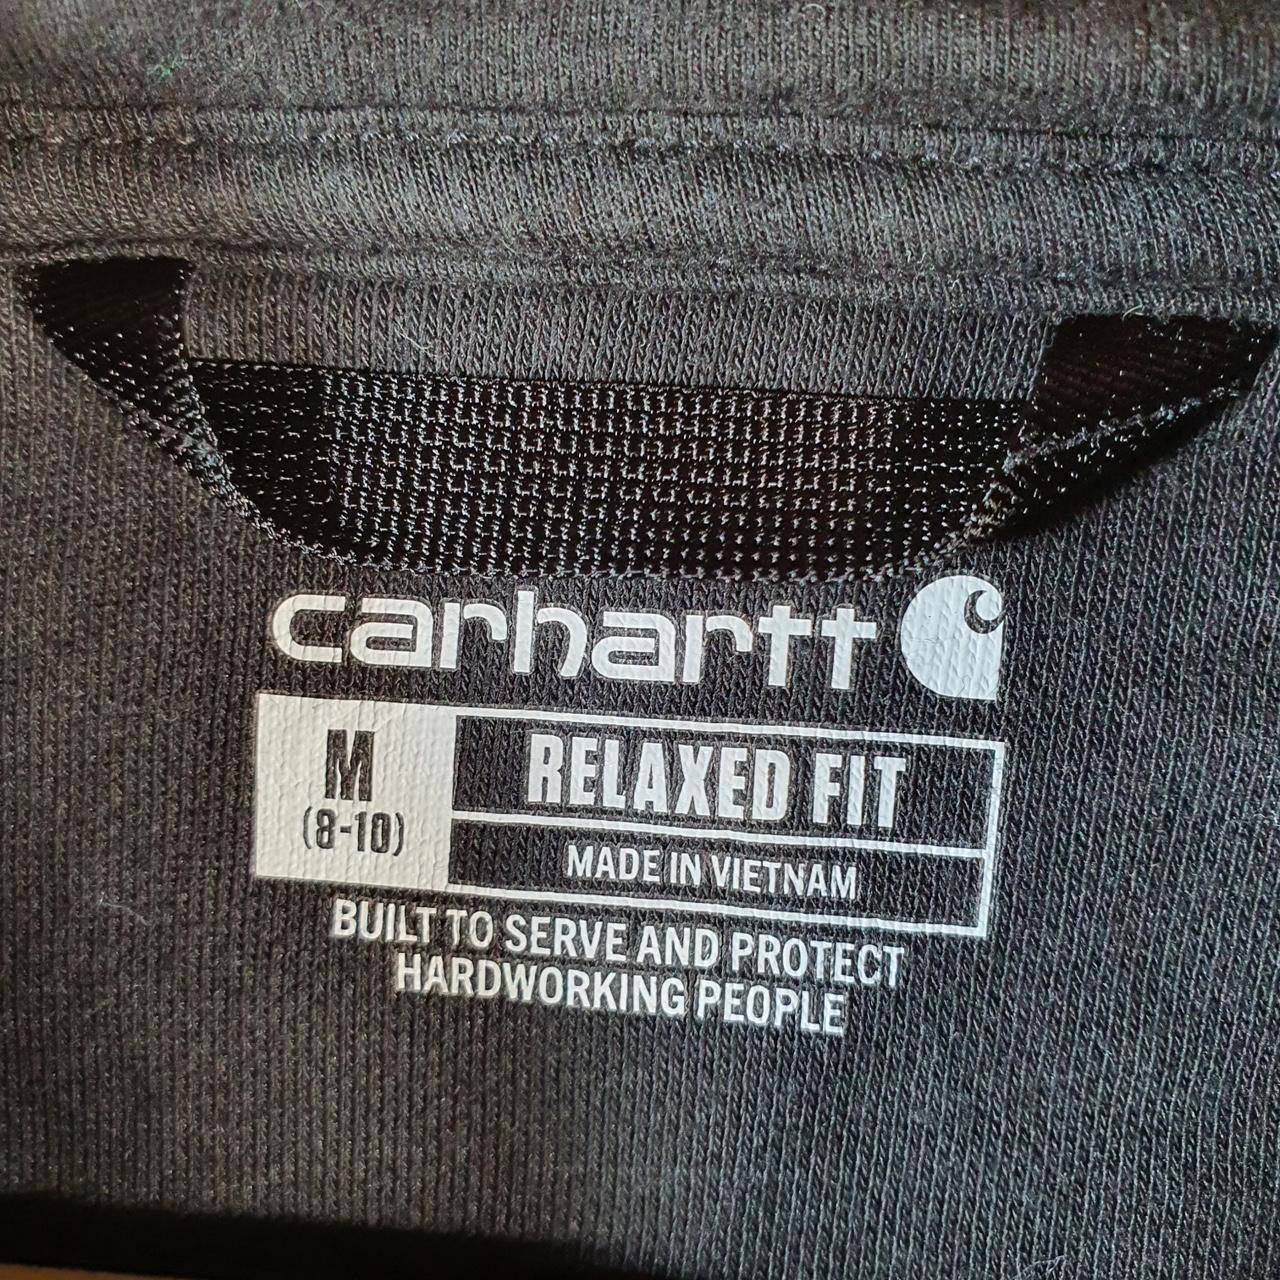 carhartt
M
(8-10)
RELAXED FIT
MADE IN VIETNAM
BUILT TO SERVE AND PROTECT
HARDWORKING PEOPLE